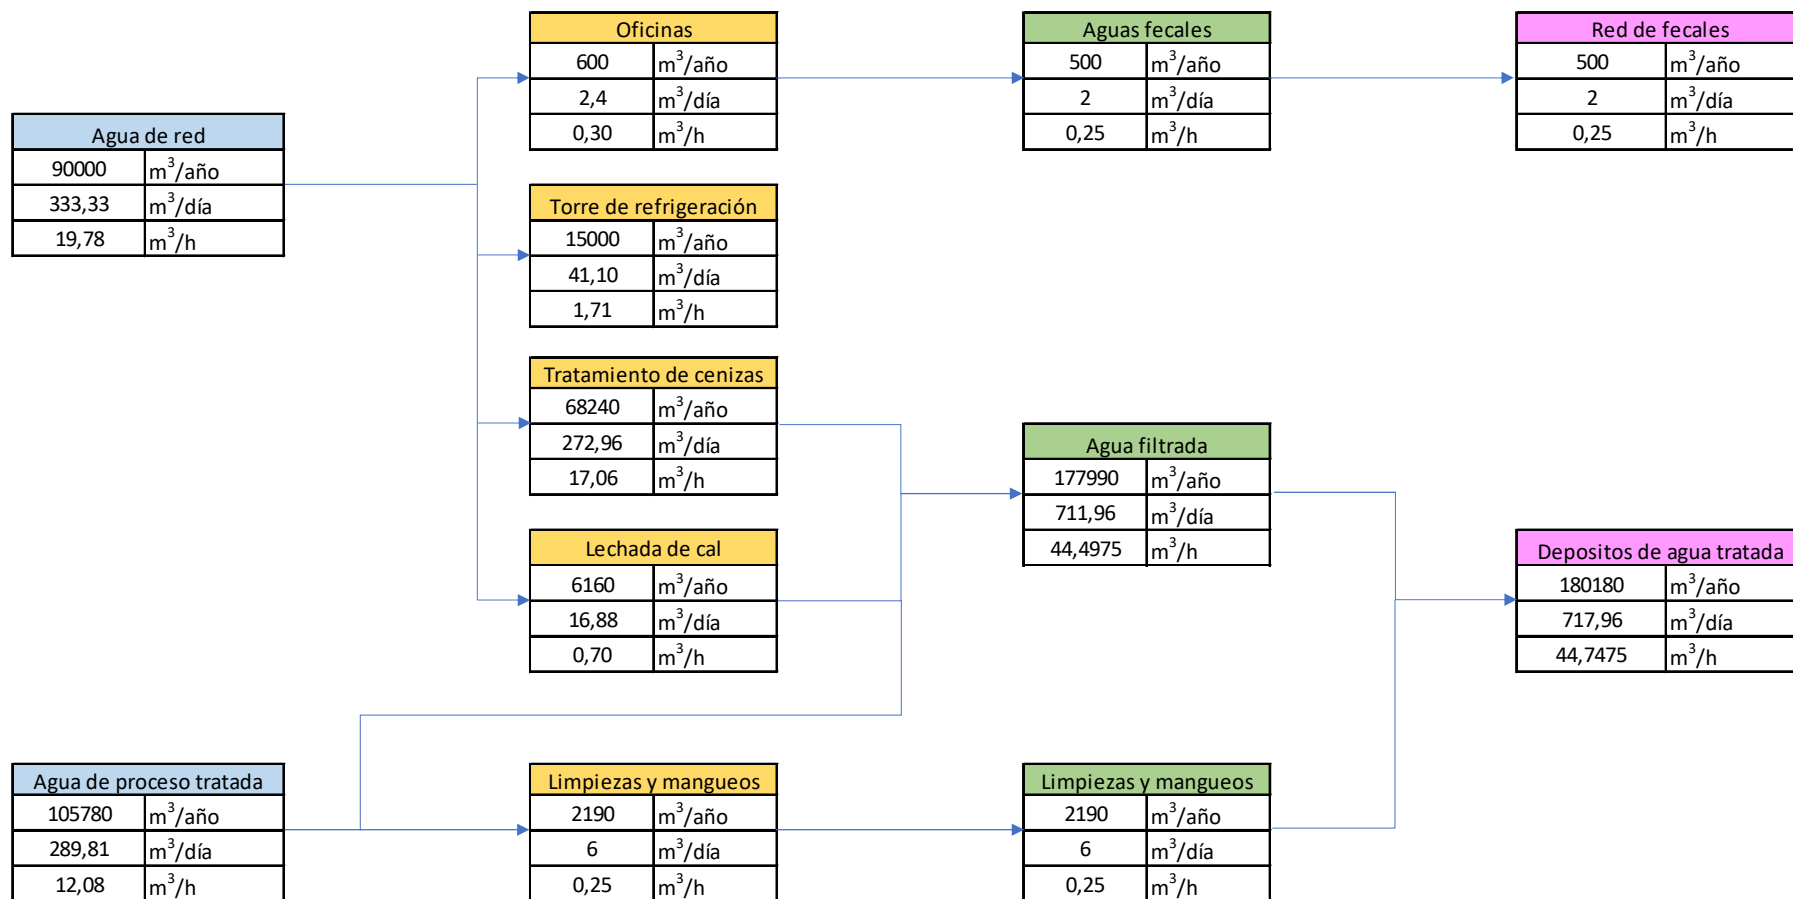 Oficinas
600 m³/año
2,4 m³/día
0,30 m³/h
Aguas fecales
500 m³/año
2 m³/día
0,25 m³/h
Red de fecales
500 m³/año
2 m³/día
0,25 m³/h
Agua de red
90000 m³/año
333,33 m³/día
19,78 m³/h
Torre de refrigeración
15000 m³/año
41,10 m³/día
1,71 m³/h
Tratamiento de cenizas
68240 m³/año
272,96 m³/día
17,06 m³/h
Agua filtrada
177990 m³/año
711,96 m³/día
44,4975 m³/h
Lechada de cal
6160 m³/año
16,88 m³/día
0,70 m³/h
Depositos de agua tratada
180180 m³/año
717,96 m³/día
44,7475 m³/h
Agua de proceso tratada
105780 m³/año
289,81 m³/día
12,08 m³/h
Limpiezas y mangueos
2190 m³/año
6 m³/día
0,25 m³/h
Limpiezas y mangueos
2190 m³/año
6 m³/día
0,25 m³/h